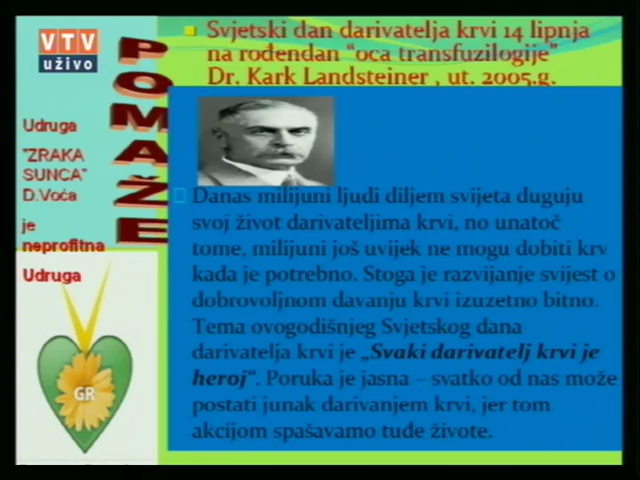 VTV
uživo
POMAŽE
Udruga
"ZRAKA
SUNCA"
D.Voća
je
neprofitna
Udruga
GR
Svjetski dan darivatelja krvi 14 lipnja
na rođendan "oca transfuzilogije"
Dr. Kark Landsteiner , ut. 2005.g.
Danas milijuni ljudi diljem svijeta duguju
svoj život darivateljima krvi, no unatoč
tome, milijuni još uvijek ne mogu dobiti krv
kada je potrebno. Stoga je razvijanje svijest o
dobrovoljnom davanju krvi izuzetno bitno.
Tema ovogodišnjeg Svjetskog dana
darivatelja krvi je „Svaki darivatelj krvi je
heroj“. Poruka je jasna – svatko od nas može
postati junak darivanjem krvi, jer tom
akcijom spašavamo tuđe živote.